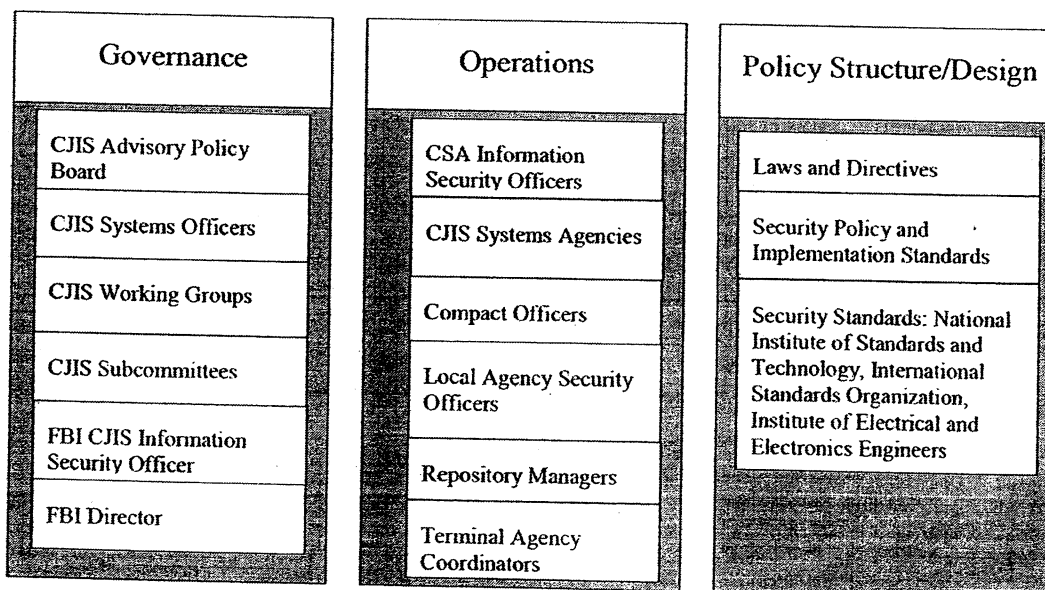 Governance
CJIS Advisory Policy
Board
CJIS Systems Officers
CJIS Working Groups
CJIS Subcommittees
FBI CJIS Information
Security Officer
FBI Director
Operations
CSA Information
Security Officers
CJIS Systems Agencies
Compact Officers
Local Agency Security
Officers
Repository Managers
Terminal Agency
Coordinators
Policy Structure/Design
Laws and Directives
Security Policy and
Implementation Standards
Security Standards: National
Institute of Standards and
Technology, International
Standards Organization,
Institute of Electrical and
Electronics Engineers